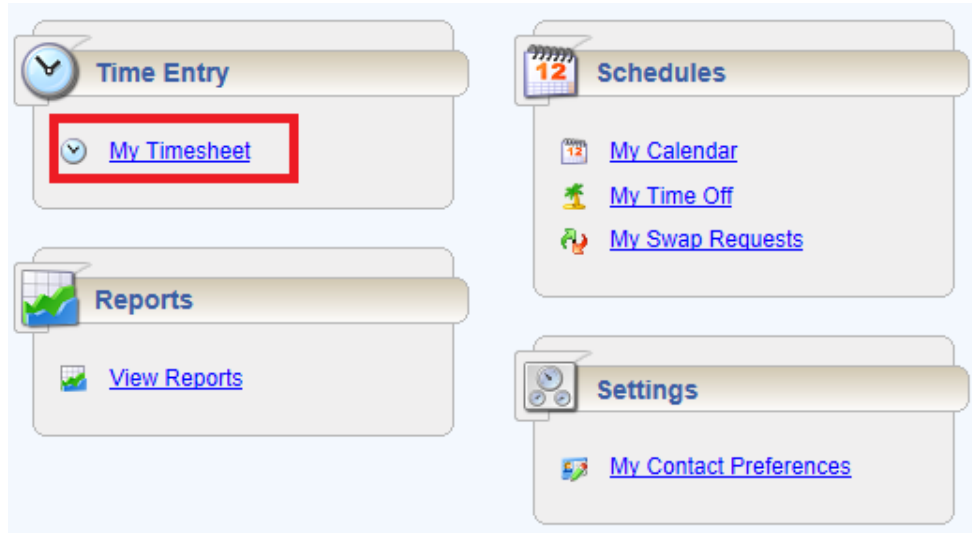 Time Entry
My Timesheet
Reports
View Reports
12
Schedules
12
My Calendar
My Time Off
My Swap Requests
Settings
My Contact Preferences